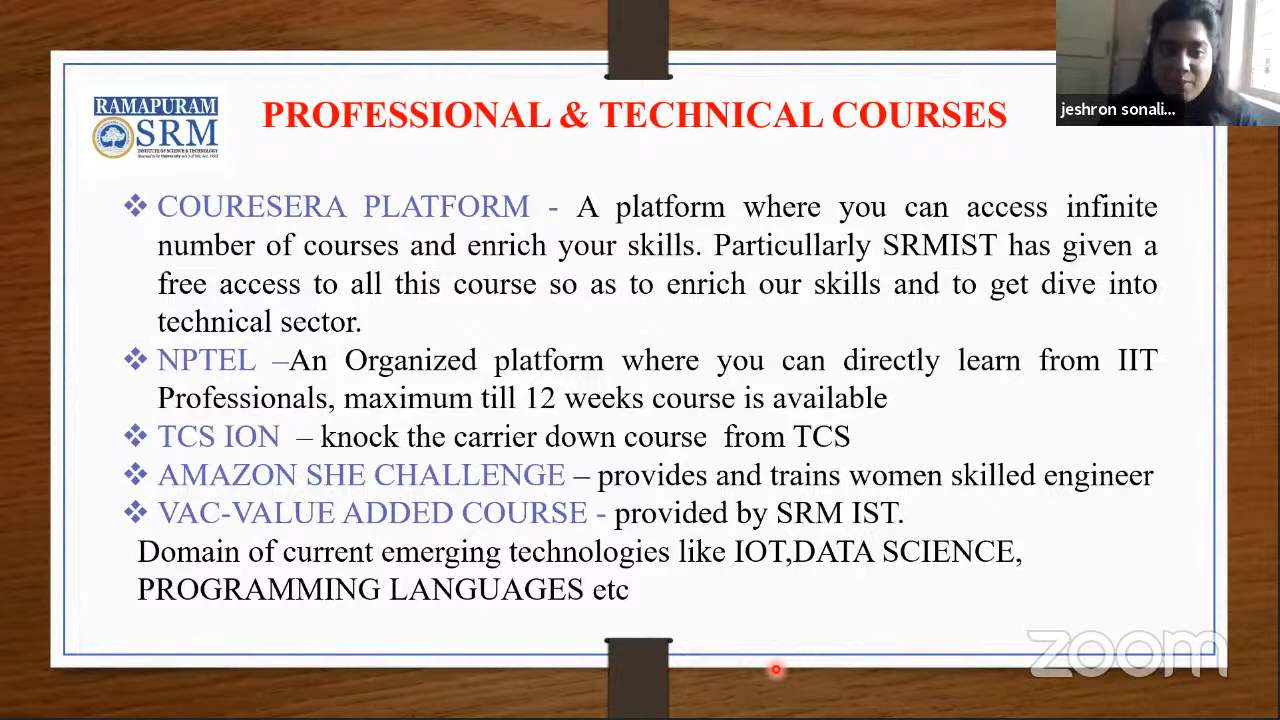 RAMAPURAM
SRM
INSTITUTE OF SCIENCE & TECHNOLOGY
PROFESSIONAL & TECHNICAL COURSES
jeshron sonali...
❖ COURESERA PLATFORM - A platform where you can access infinite
number of courses and enrich your skills. Particullarly SRMIST has given a
free access to all this course so as to enrich our skills and to get dive into
technical sector.
❖ NPTEL –An Organized platform where you can directly learn from IIT
Professionals, maximum till 12 weeks course is available
❖ TCS ION – knock the carrier down course from TCS
❖ AMAZON SHE CHALLENGE – provides and trains women skilled engineer
❖ VAC-VALUE ADDED COURSE - provided by SRM IST.
Domain of current emerging technologies like IOT,DATA SCIENCE,
PROGRAMMING LANGUAGES etc
zoom